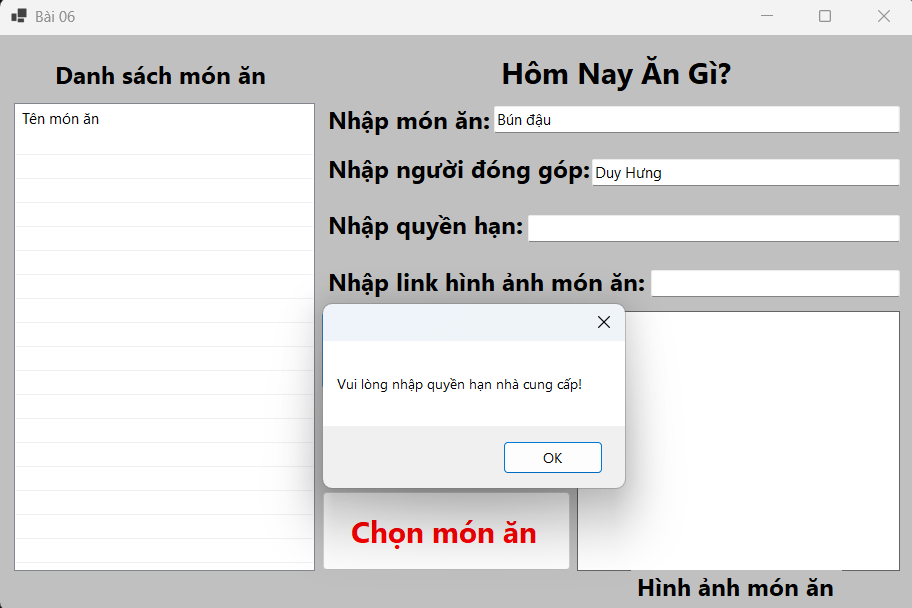 Bài 06
Danh sách món ăn
Tên món ăn
Hôm Nay Ăn Gì?
Nhập món ăn: Bún đậu
Nhập người đóng góp: Duy Hưng
Nhập quyền hạn:
Nhập link hình ảnh món ăn:
Vui lòng nhập quyền hạn nhà cung cấp!
OK
Chọn món ăn
Hình ảnh món ăn